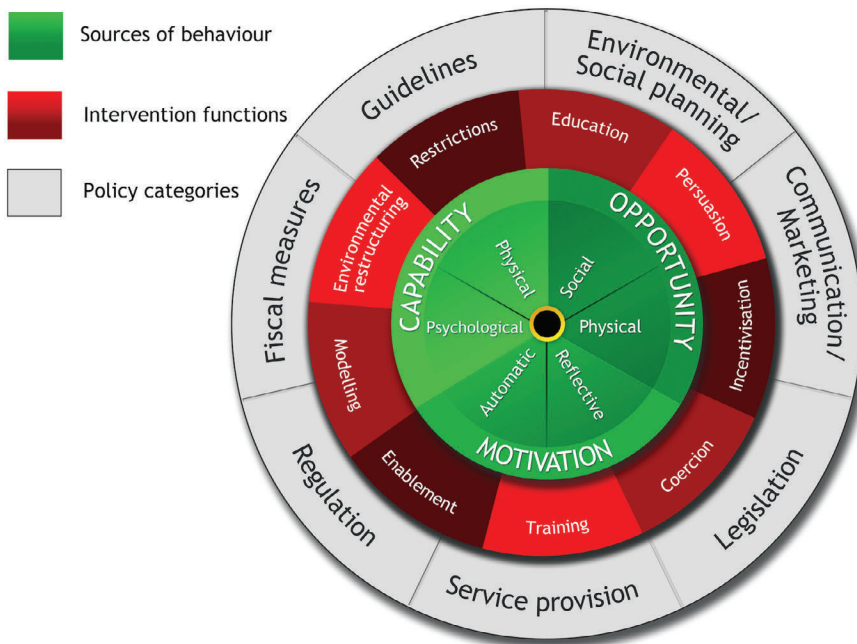 Sources of behaviour
Intervention functions
Policy categories
Environmental/
Social planning
Communication/
Marketing
Legislation
Service provision
Regulation
Fiscal measures
Guidelines
Education
Persuasion
Incentivisation
Coercion
Training
Enablement
Modelling
Environmental
restructuring
Restrictions
CAPABILITY
OPPORTUNITY
MOTIVATION
Physical
Psychological
Social
Physical
Automatic
Reflective